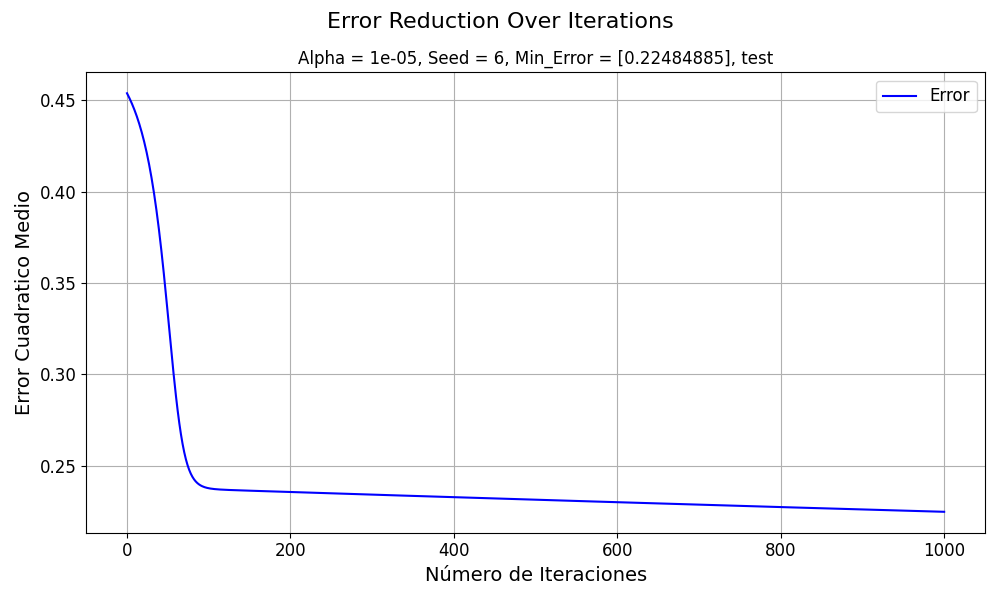 Error Reduction Over Iterations
Alpha = 1e-05, Seed = 6, Min_Error = [0.22484885], test
Error
Error Cuadratico Medio
0.45
0.40
0.35
0.30
0.25
0 200 400 600 800 1000
Número de Iteraciones